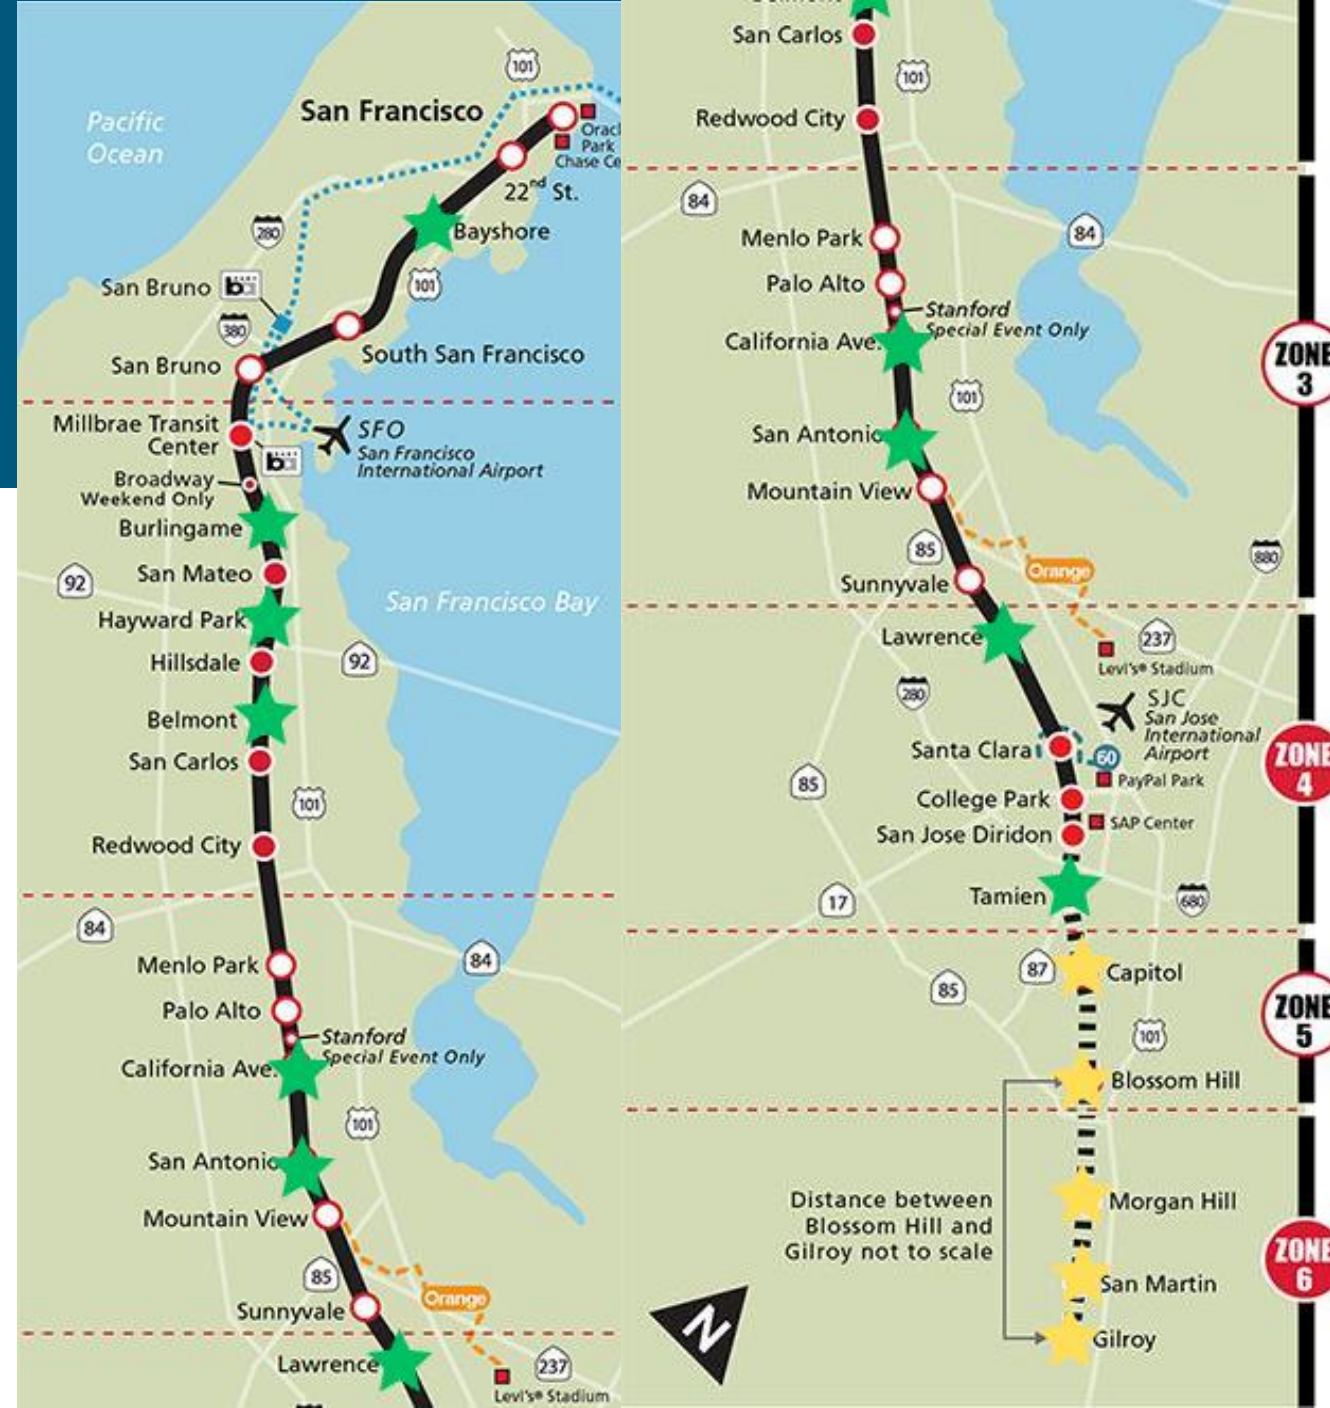 101
San Francisco
Pacific
Ocean
Park
22nd St.
Bayshore
280
101
San Bruno
380
South San Francisco
San Bruno
Millbrae Transit
Center
SFO
San Francisco
International Airport
Broadway
Weekend Only
Burlingame
San Mateo
92
San Francisco Bay
Hayward Park
Hillsdale
92
Belmont
San Carlos
101
Redwood City
84
84
Menlo Park
Palo Alto
Stanford
Special Event Only
California Ave.
101
San Antonio
Mountain View
85
Orange
Sunnyvale
Lawrence
237
Levi's® Stadium
San Carlos
101
Redwood City
84
84
Menlo Park
Palo Alto
Stanford
Special Event Only
California Ave.
ZONE
3
101
San Antonio
Mountain View
85
880
Orange
Sunnyvale
Lawrence
237
Levi's® Stadium
280
SJC
San Jose
International
Airport
Santa Clara
60
ZONE
4
85
PayPal Park
College Park
SAP Center
San Jose Diridon
17
Tamien
680
87
Capitol
85
ZONE
5
101
Blossom Hill
Distance between
Blossom Hill and
Gilroy not to scale
Morgan Hill
ZONE
6
San Martin
N
Gilroy